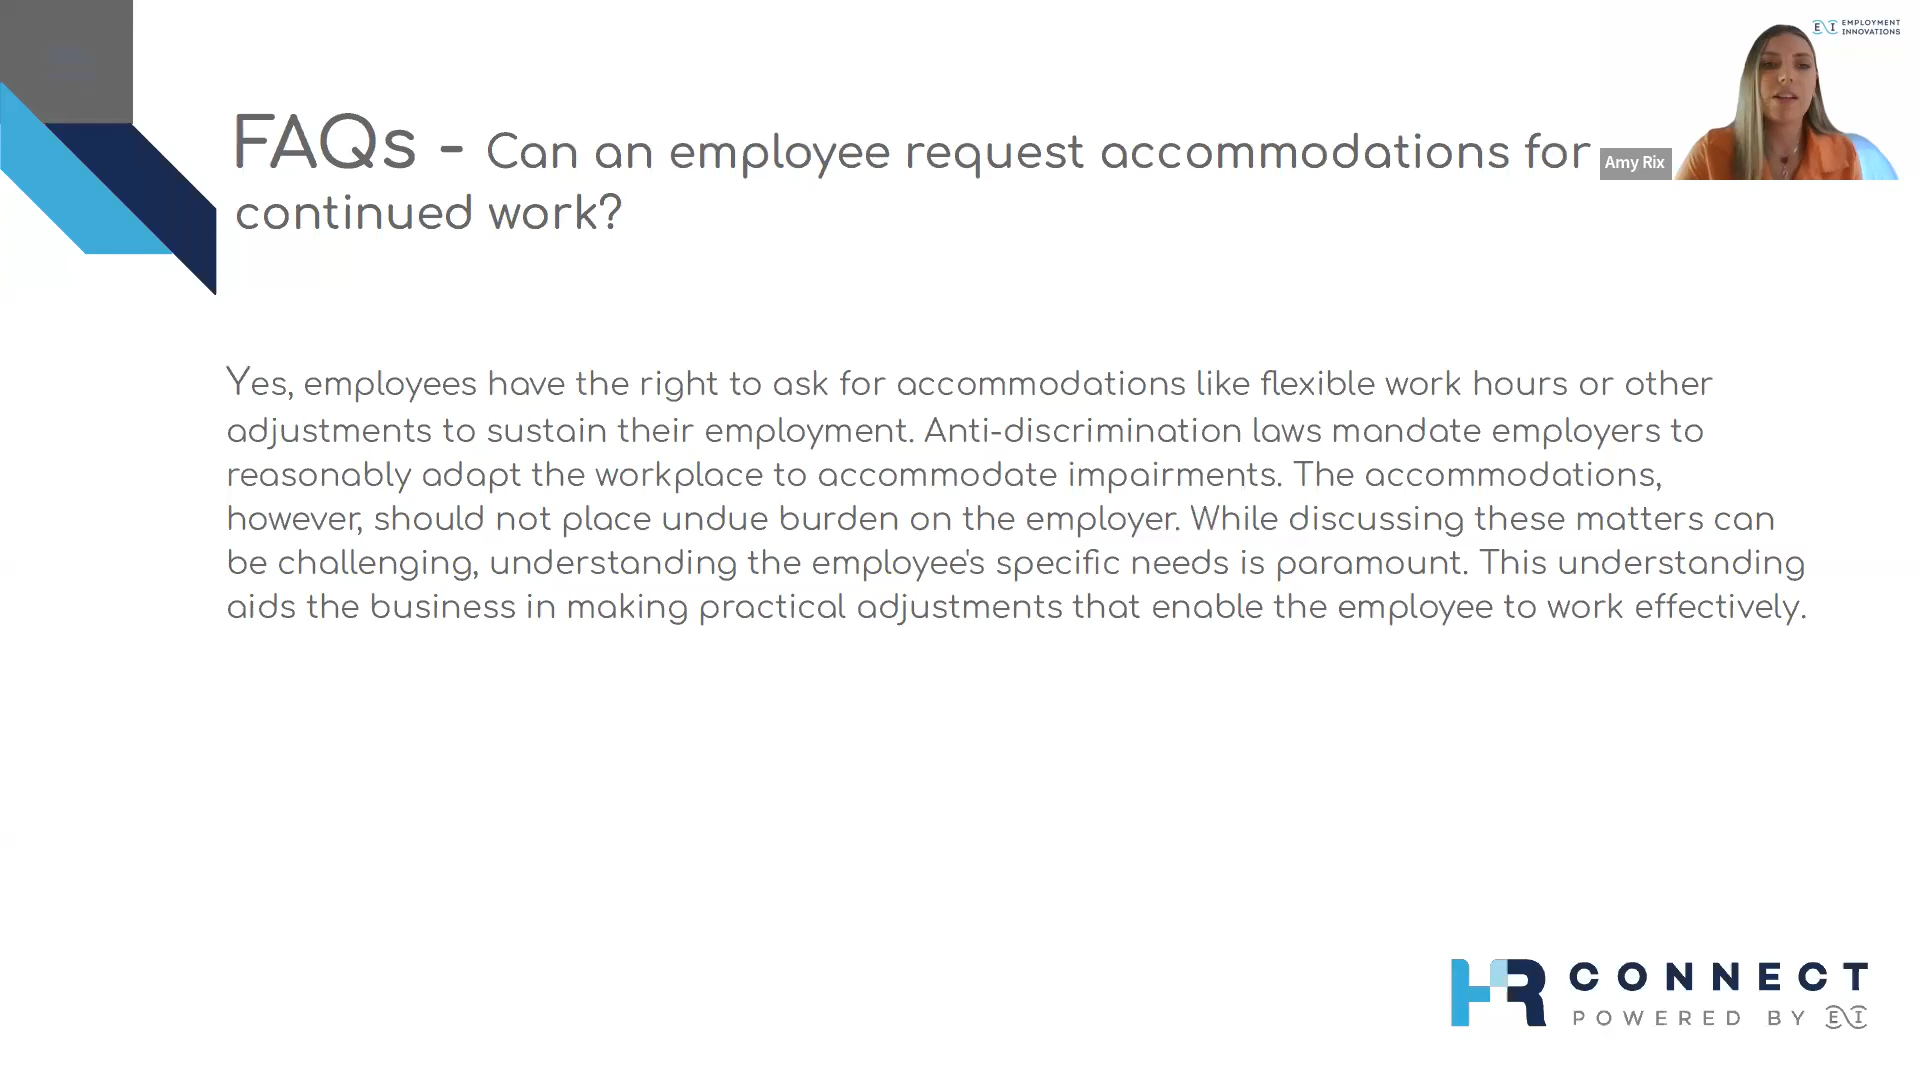 EMPLOYMENT
INNOVATIONS
EI
FAQs - Can an employee request accommodations for
continued work?
Amy Rix
Yes, employees have the right to ask for accommodations like flexible work hours or other
adjustments to sustain their employment. Anti-discrimination laws mandate employers to
reasonably adapt the workplace to accommodate impairments. The accommodations,
however, should not place undue burden on the employer. While discussing these matters can
be challenging, understanding the employee's specific needs is paramount. This understanding
aids the business in making practical adjustments that enable the employee to work effectively.
HR CONNECT
POWERED BY EI